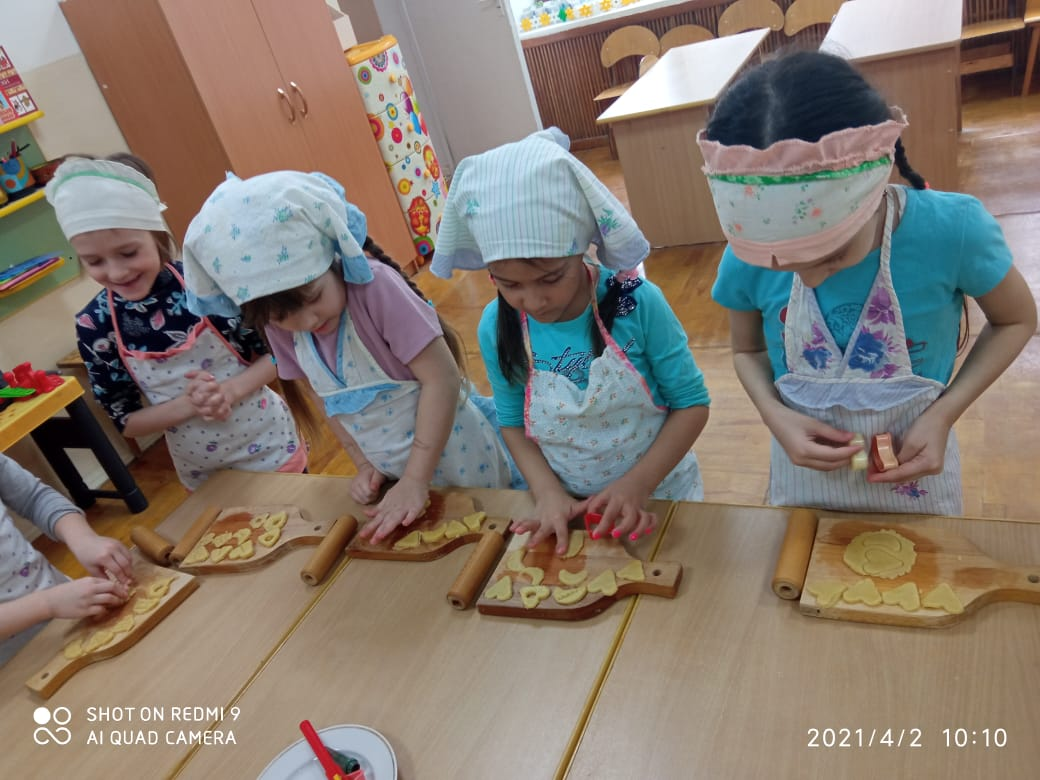 SHOT ON REDMI 9
AI QUAD CAMERA
2021/4/2 10:10